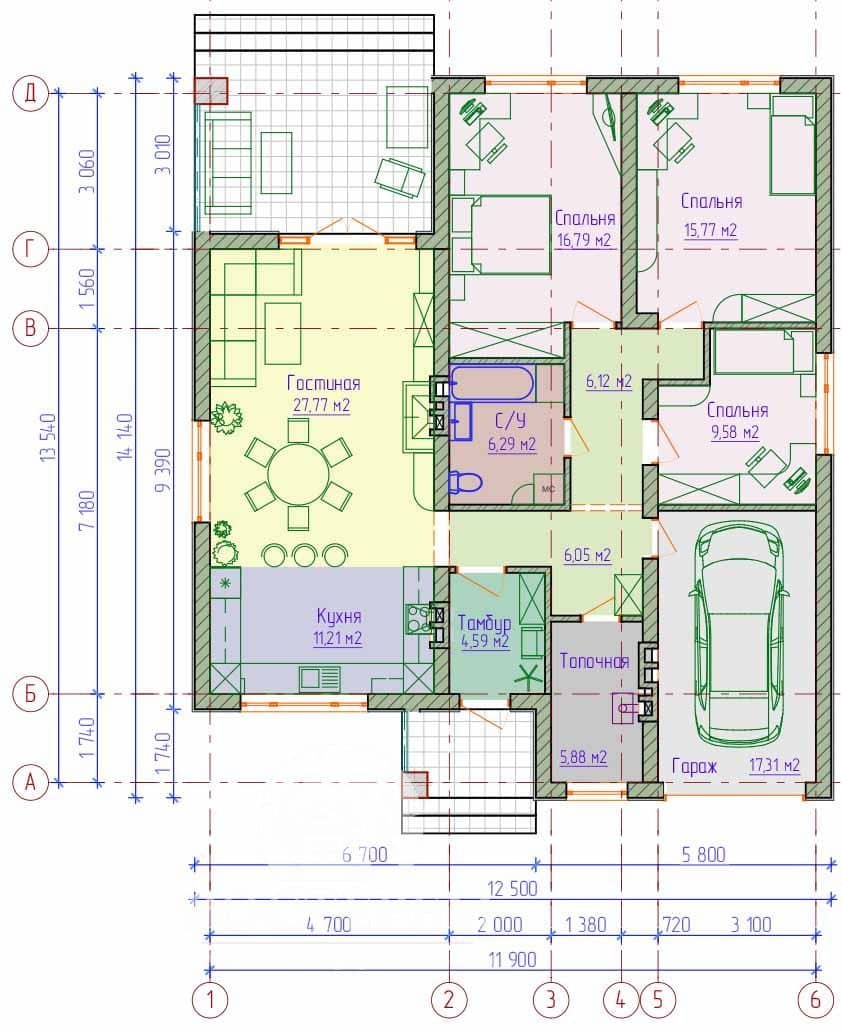 Д
Г
В
Б
А
3 060
1 560
7 180
1 740
13 540
14 140
3 010
9 390
1 740
Спальня
16,79 м2
Спальня
15,77 м2
Гостиная
27,77 м2
6,12 м2
С/У
6,29 м2
Спальня
9,58 м2
МС
6,05 м2
Кухня
11,21 м2
Тамбур
4,59 м2
Топочная
5,88 м2
Гараж
17,31 м2
6 700
5 800
12 500
4 700
2 000
1 380
720
3 100
11 900
1
2
3
4
5
6